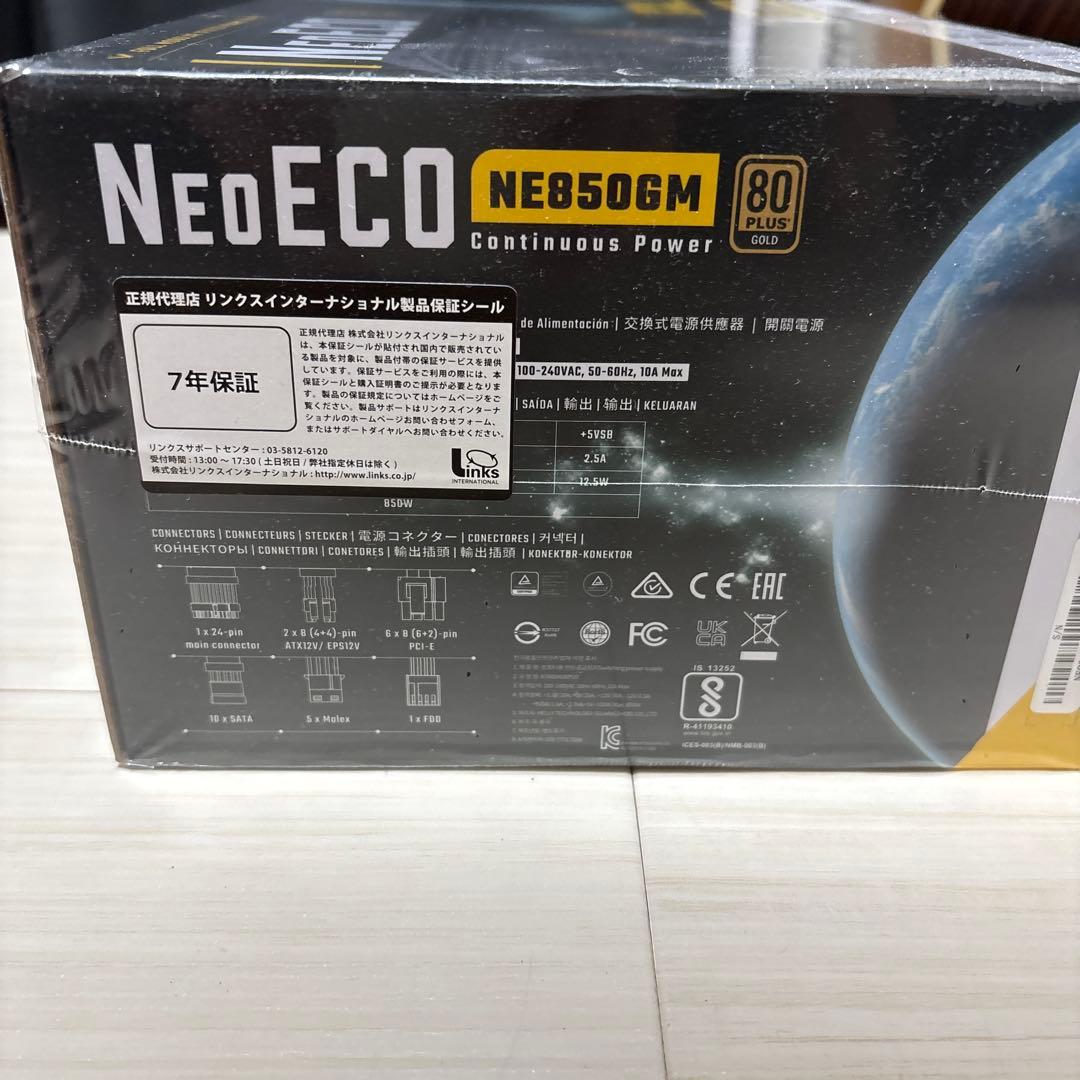 NeoECO
NeoECO
NE850GM
Continuous Power
80
PLUS
GOLD
正規代理店 リンクスインターナショナル製品保証シール
7年保証
正規代理店 株式会社リンクスインターナショナル
は、本保証シールが貼付され国内で販売されてい
る製品を対象に、製品付帯の保証サービスを提供
しています。保証サービスをご利用の際には、本
保証シールと購入証明書のご提示が必要となりま
す。製品の保証規定についてはホームページをご
覧ください。製品サポートはリンクスインターナ
ショナルのホームページお問い合わせフォーム、
またはサポートダイヤルへお問い合わせください。
リンクスサポートセンター : 03-5812-6120
受付時間 : 13:00 ～ 17:30 ( 土日祝日 / 弊社指定休日は除く )
株式会社リンクスインターナショナル : http://www.links.co.jp/
Links
INTERNATIONAL
de Alimentación | 交換式電源供應器 | 開關電源
100-240VAC, 50-60Hz, 10A Max
| SAÍDA | 輸出 | 输出 | KELUARAN
+5VSB
2.5A
12.5W
850W
CONNECTORS | CONNECTEURS | STECKER | 電源コネクター | CONECTORES | 커넥터 |
КОННЕКТОРЫ | CONNETTORI | CONETORES | 輸出插頭 | 輸出插頭 | KONEKTOR-KONEKTOR
1 x 24-pin
main connector
2 x 8 (4+4)-pin
ATX12V/ EPS12V
6 x 8 (6+2)-pin
PCI-E
10 x SATA
5 x Molex
1 x FDD
CE EAC
FC
UK
CA
IS 13252
R-41193410
www.bis.gov.in
ICES-003(B)/NMB-003(B)
S/N